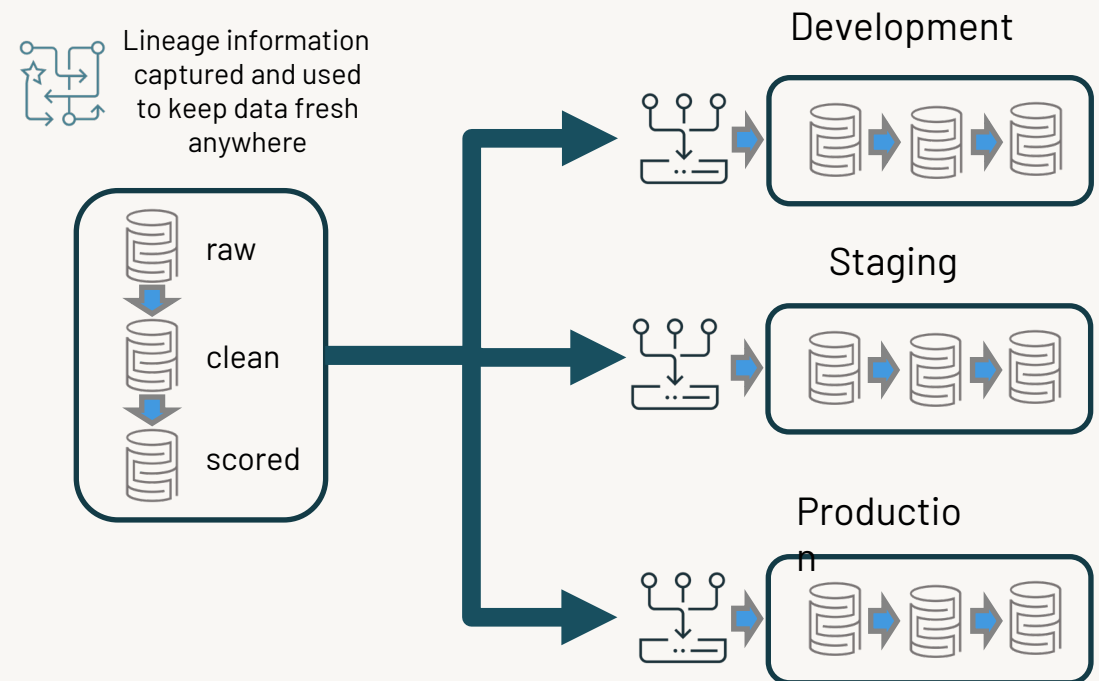 Lineage information
captured and used
to keep data fresh
anywhere
raw
clean
scored
Development
Staging
Productio
n